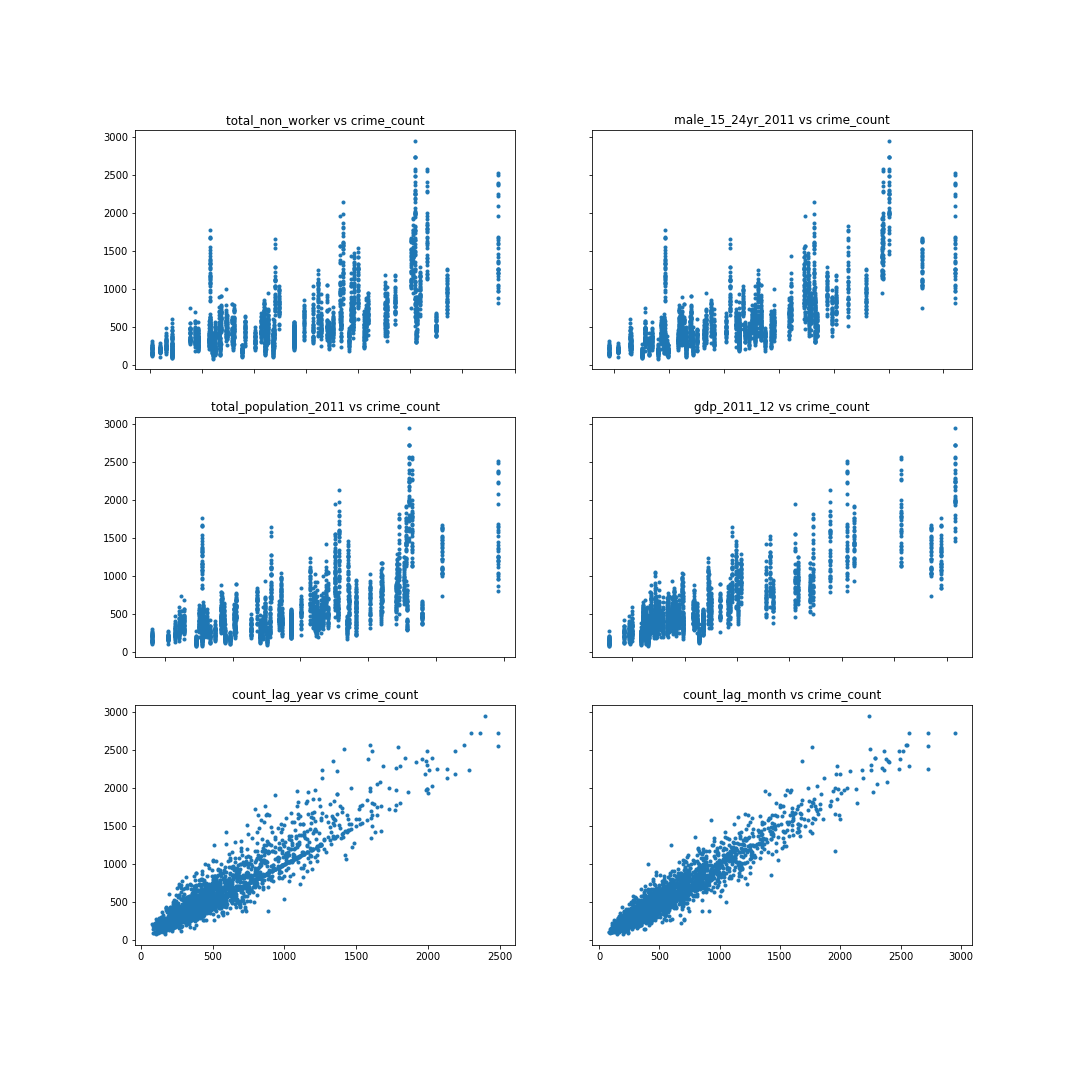 total_non_worker vs crime_count
male_15_24yr_2011 vs crime_count
3000
2500
2000
1500
1000
500
0
total_population_2011 vs crime_count
gdp_2011_12 vs crime_count
3000
2500
2000
1500
1000
500
0
count_lag_year vs crime_count
count_lag_month vs crime_count
3000
2500
2000
1500
1000
500
0
0 500 1000 1500 2000 2500
0 500 1000 1500 2000 2500 3000